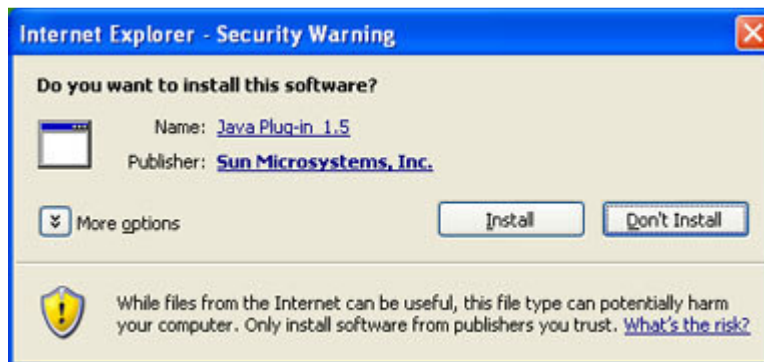 Internet Explorer - Security Warning
Do you want to install this software?
Name: Java Plug-in 1.5
Publisher: Sun Microsystems, Inc.
More options
Install
Don't Install
While files from the Internet can be useful, this file type can potentially harm
your computer. Only install software from publishers you trust. What's the risk?